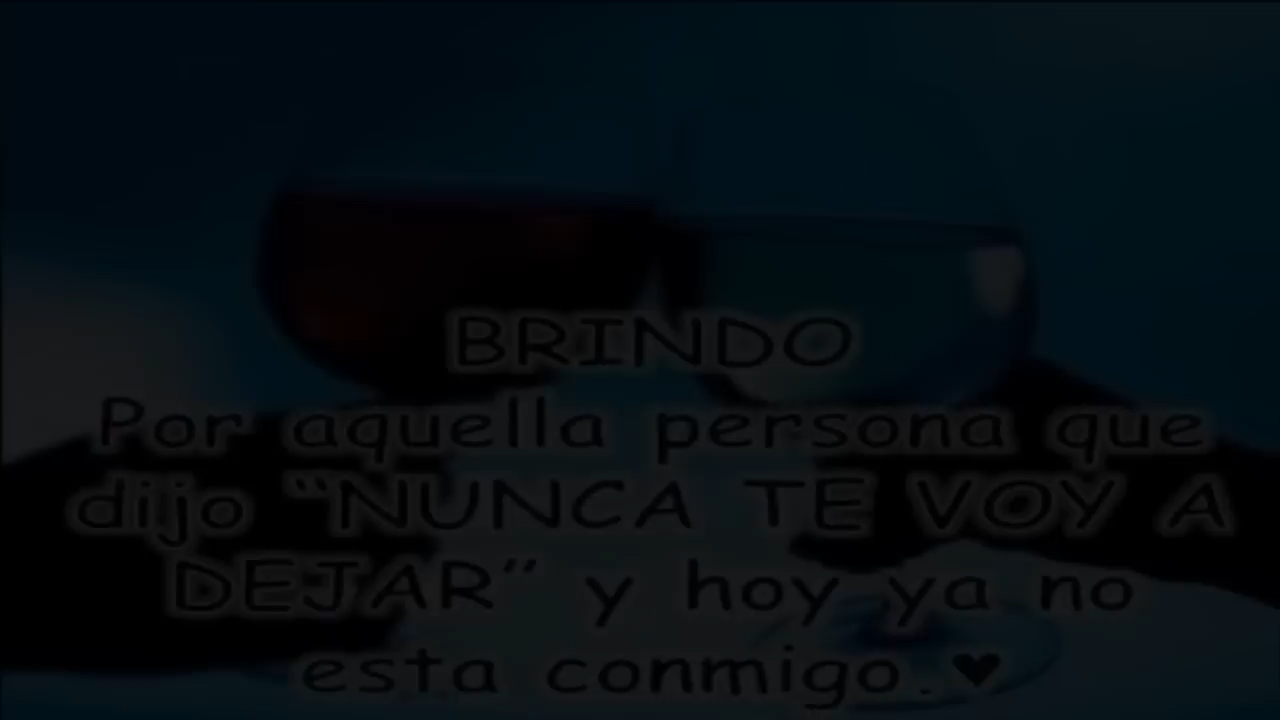 BRINDO
Por aquella persona que
dijo “NUNCA TE VOY A
DEJAR” y hoy ya no
esta conmigo.♥